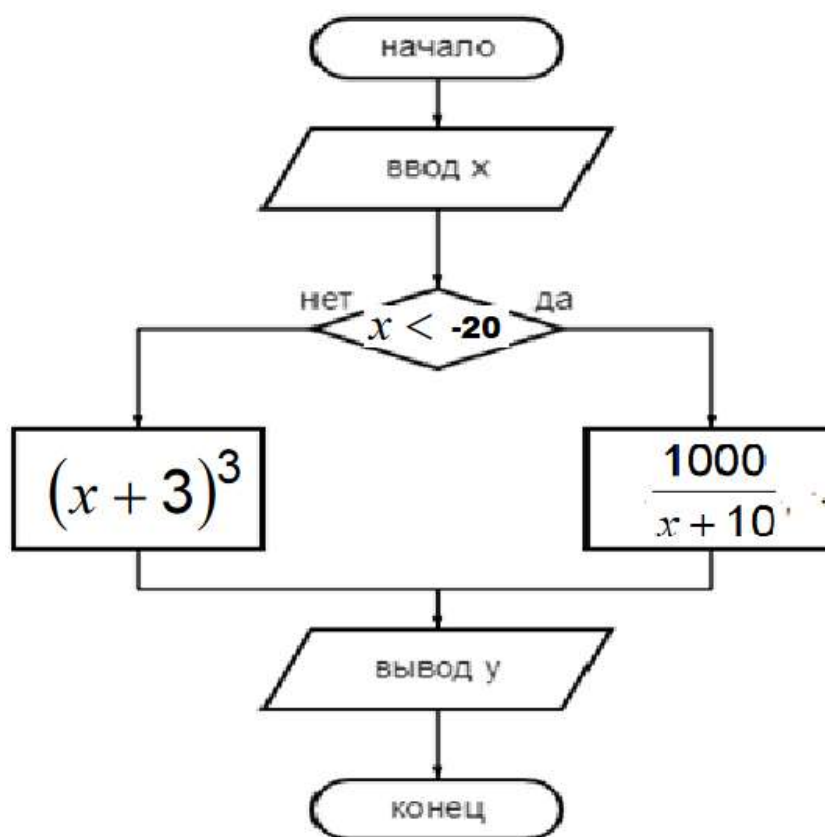 начало
ввод x
нет
да
x < -20
(x + 3)³
1000
x + 10
вывод y
конец